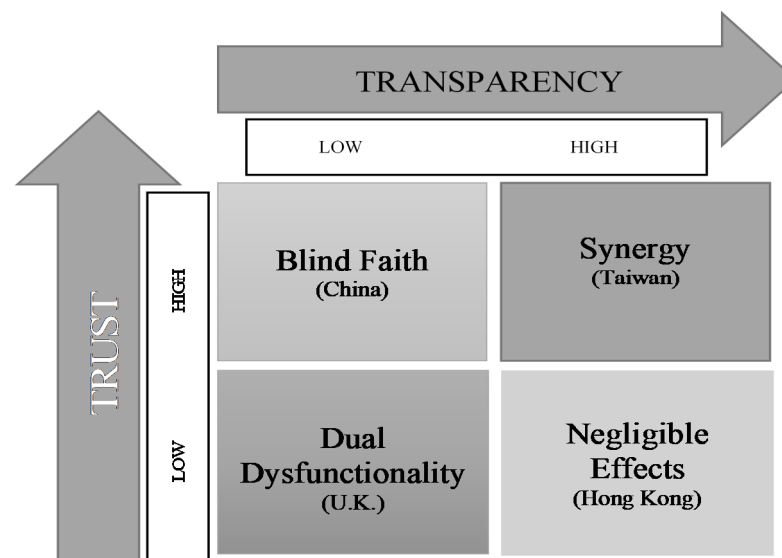 TRANSPARENCY
LOW HIGH
TRUST
HIGH
LOW
Blind Faith
(China)
Synergy
(Taiwan)
Dual
Dysfunctionality
(U.K.)
Negligible
Effects
(Hong Kong)